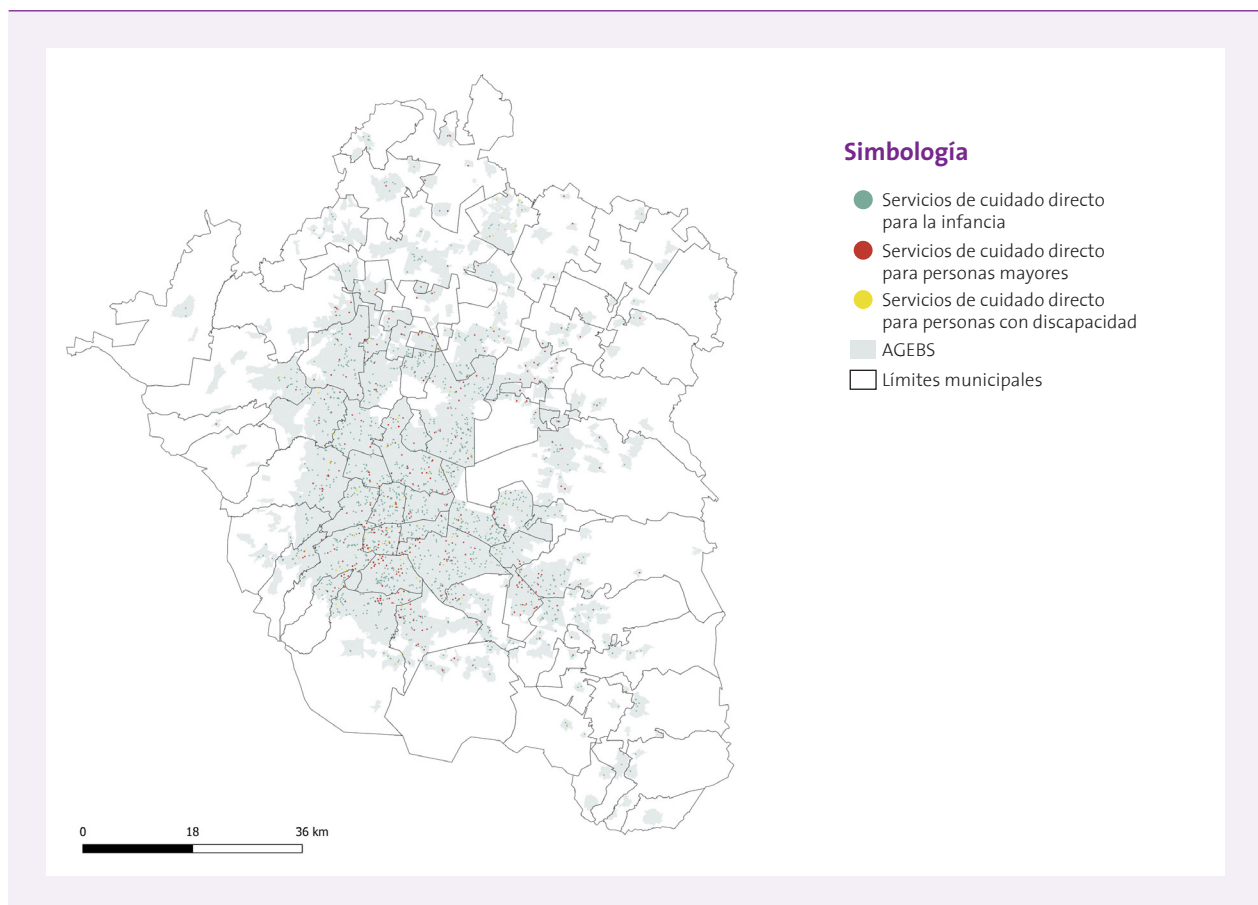 Simbología
Servicios de cuidado directo
para la infancia
Servicios de cuidado directo
para personas mayores
Servicios de cuidado directo
para personas con discapacidad
AGEBS
Límites municipales
0 18 36 km